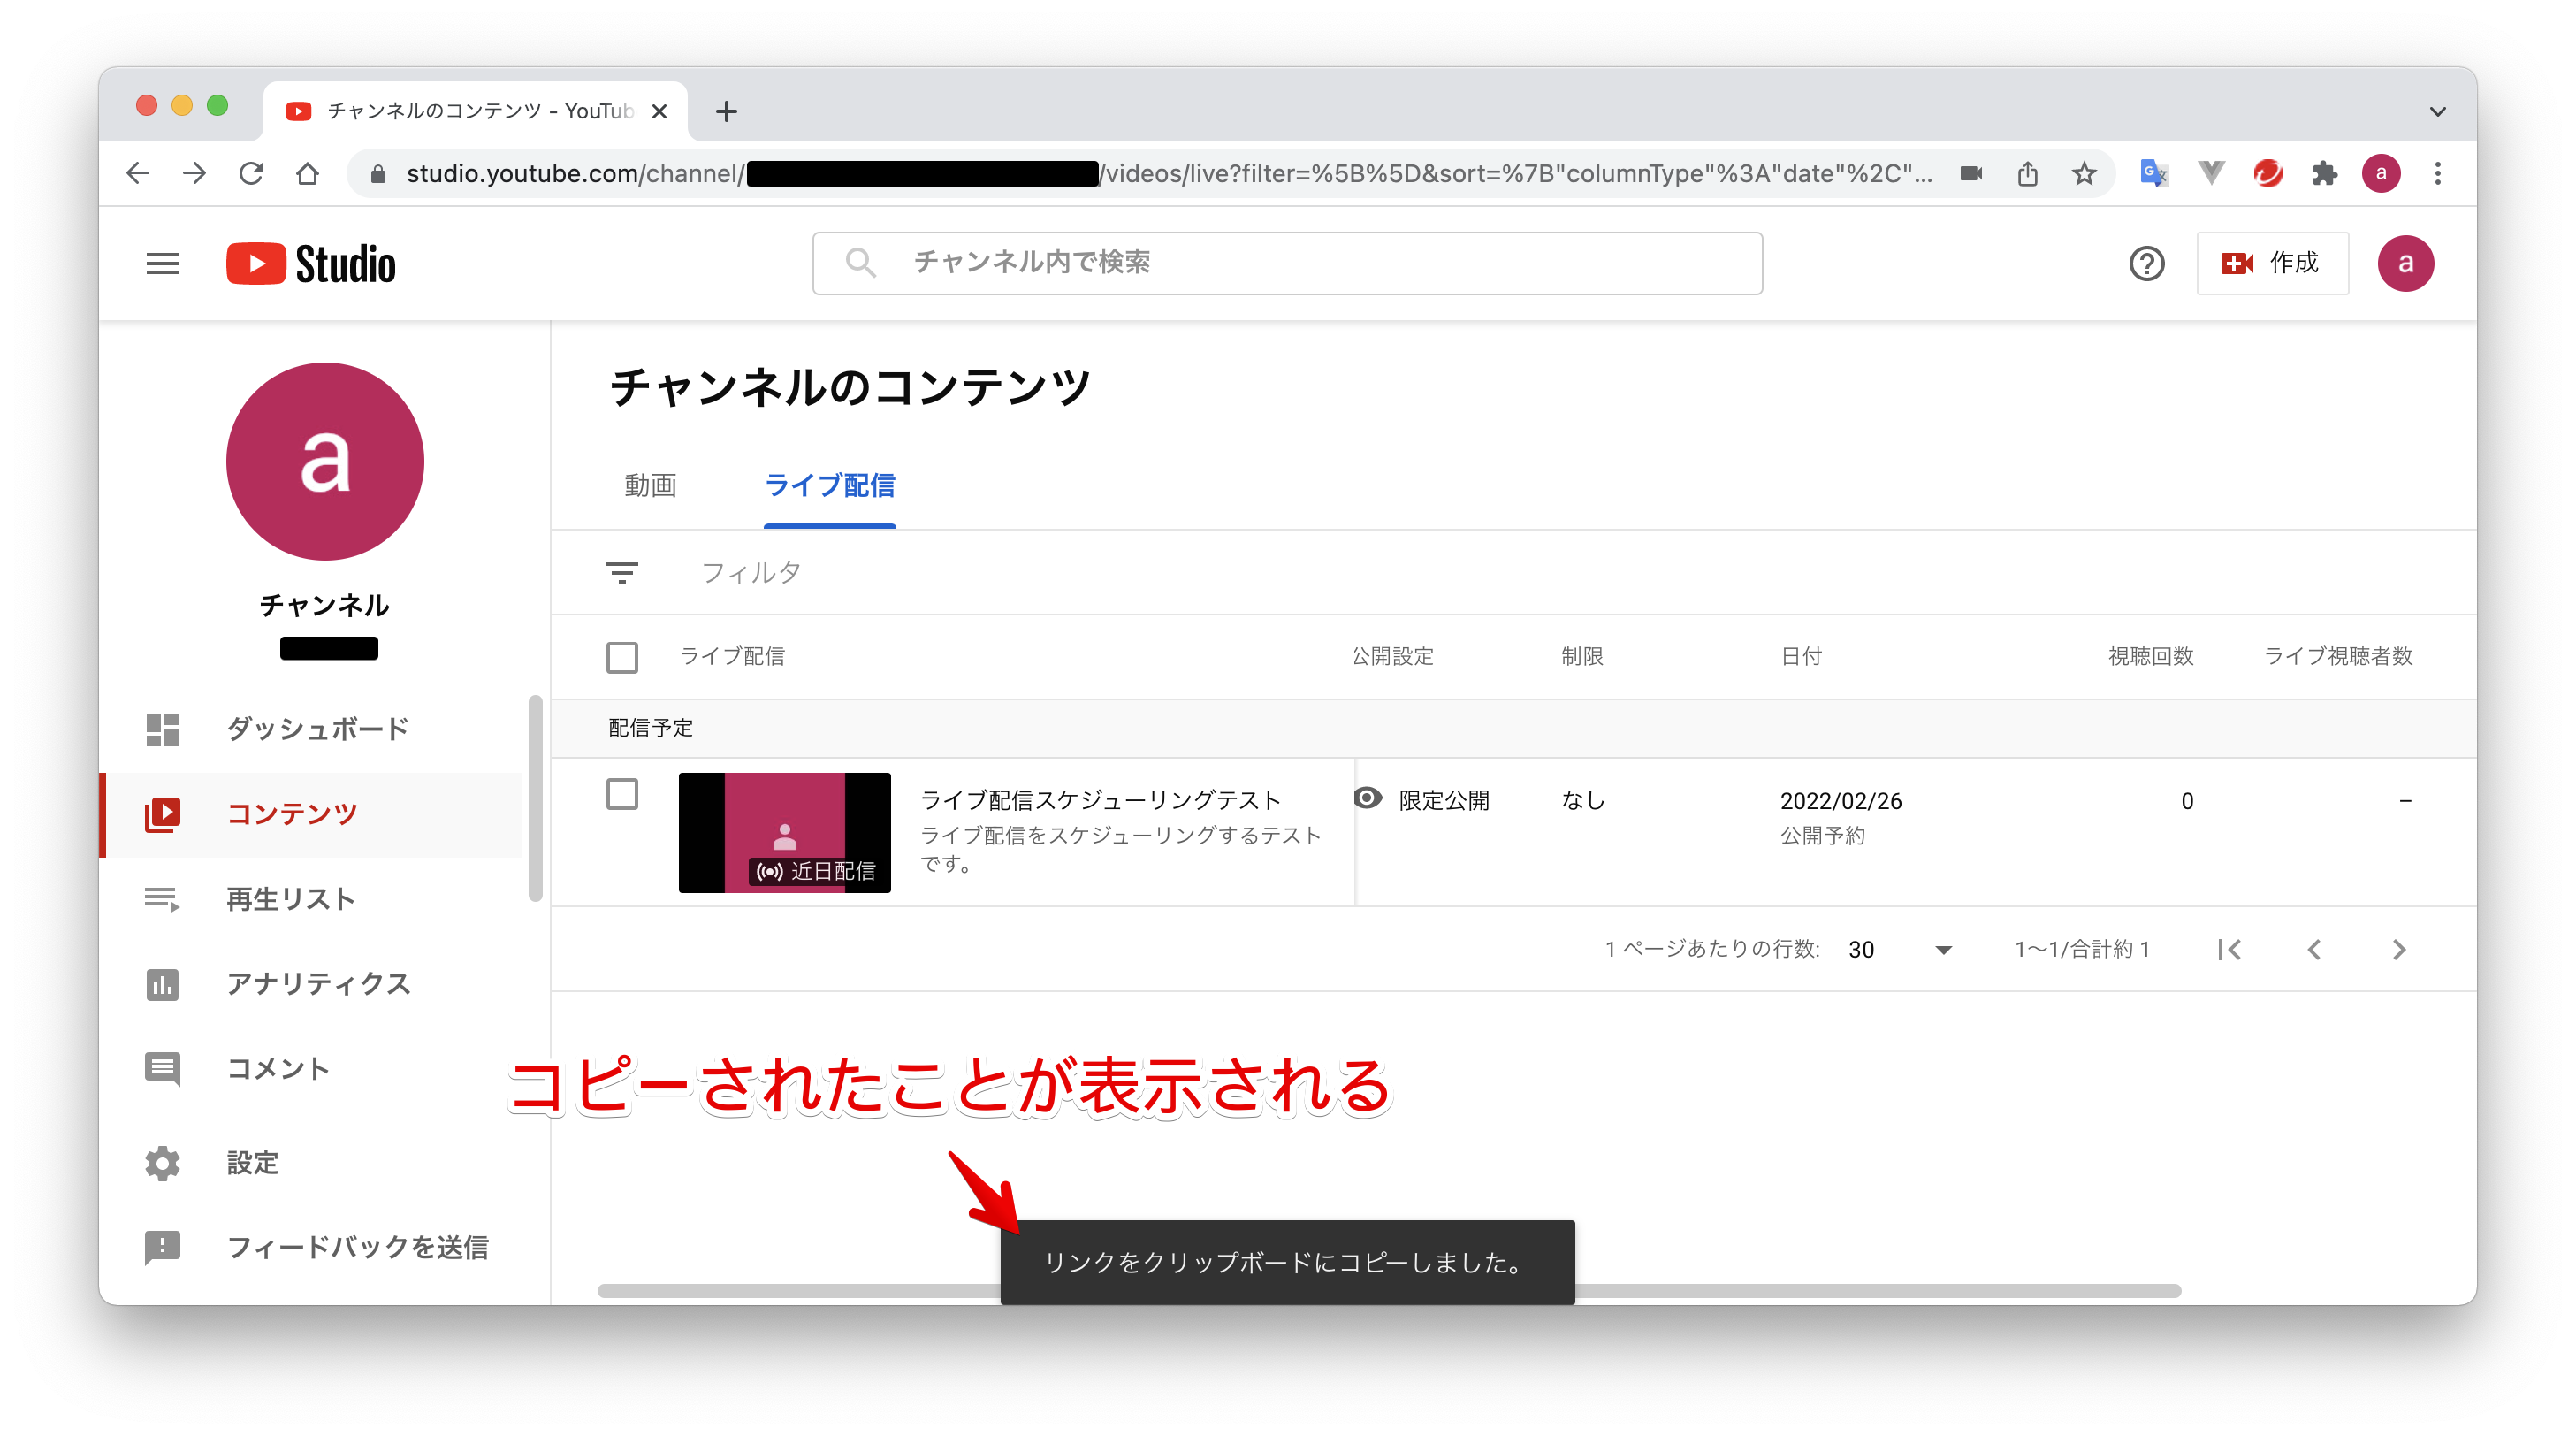 チャンネルのコンテンツ - YouTub
studio.youtube.com/channel/ /videos/live?filter=%5B%5D&sort=%7B"columnType"%3A"date"%2C"...
a
Studio
チャンネル内で検索
作成
a
a
チャンネル
ダッシュボード
コンテンツ
再生リスト
アナリティクス
コメント
設定
フィードバックを送信
チャンネルのコンテンツ
動画 ライブ配信
フィルタ
ライブ配信 公開設定 制限 日付 視聴回数 ライブ視聴者数
配信予定
近日配信
ライブ配信スケジューリングテスト 限定公開 なし 2022/02/26 0 –
ライブ配信をスケジューリングするテスト 公開予約
です。
1 ページあたりの行数: 30 1～1/合計約 1
コピーされたことが表示される
リンクをクリップボードにコピーしました。